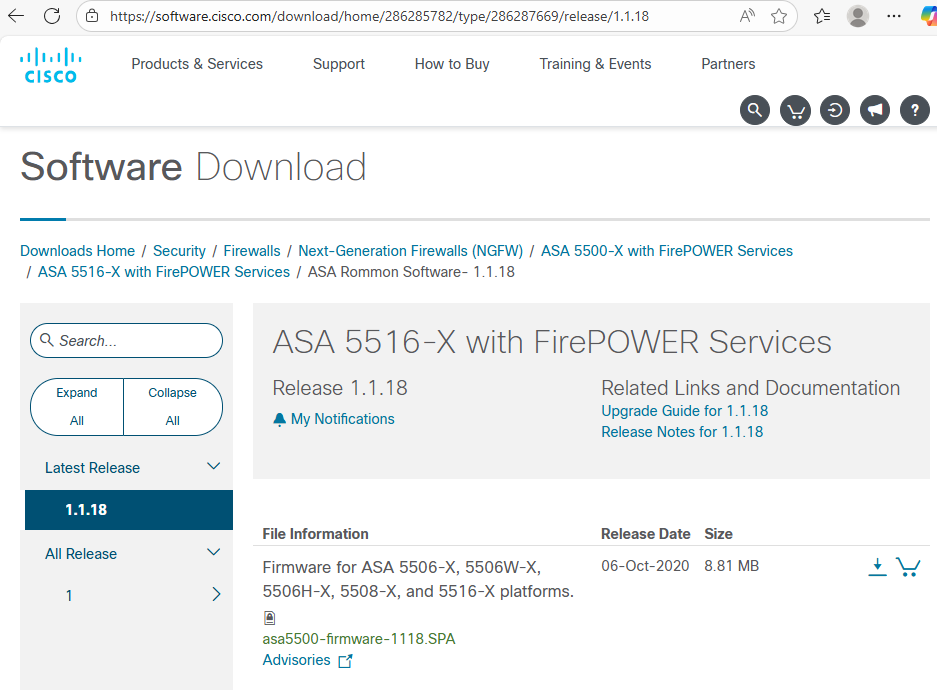 https://software.cisco.com/download/home/286285782/type/286287669/release/1.1.18
CISCO
Products & Services
Support
How to Buy
Training & Events
Partners
?
Software Download
Downloads Home / Security / Firewalls / Next-Generation Firewalls (NGFW) / ASA 5500-X with FirePOWER Services
/ ASA 5516-X with FirePOWER Services / ASA Rommon Software- 1.1.18
Search...
Expand
All
Collapse
All
Latest Release
1.1.18
All Release
1
ASA 5516-X with FirePOWER Services
Release 1.1.18
My Notifications
Related Links and Documentation
Upgrade Guide for 1.1.18
Release Notes for 1.1.18
File Information
Release Date
Size
Firmware for ASA 5506-X, 5506W-X,
5506H-X, 5508-X, and 5516-X platforms.
06-Oct-2020
8.81 MB
asa5500-firmware-1118.SPA
Advisories